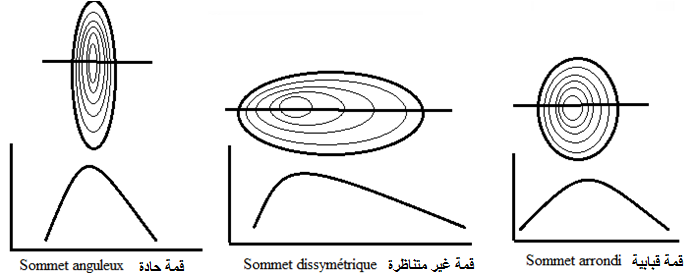 Sommet anguleux قمة حادة
Sommet dissymétrique قمة غير متناظرة
Sommet arrondi قمة قبابية